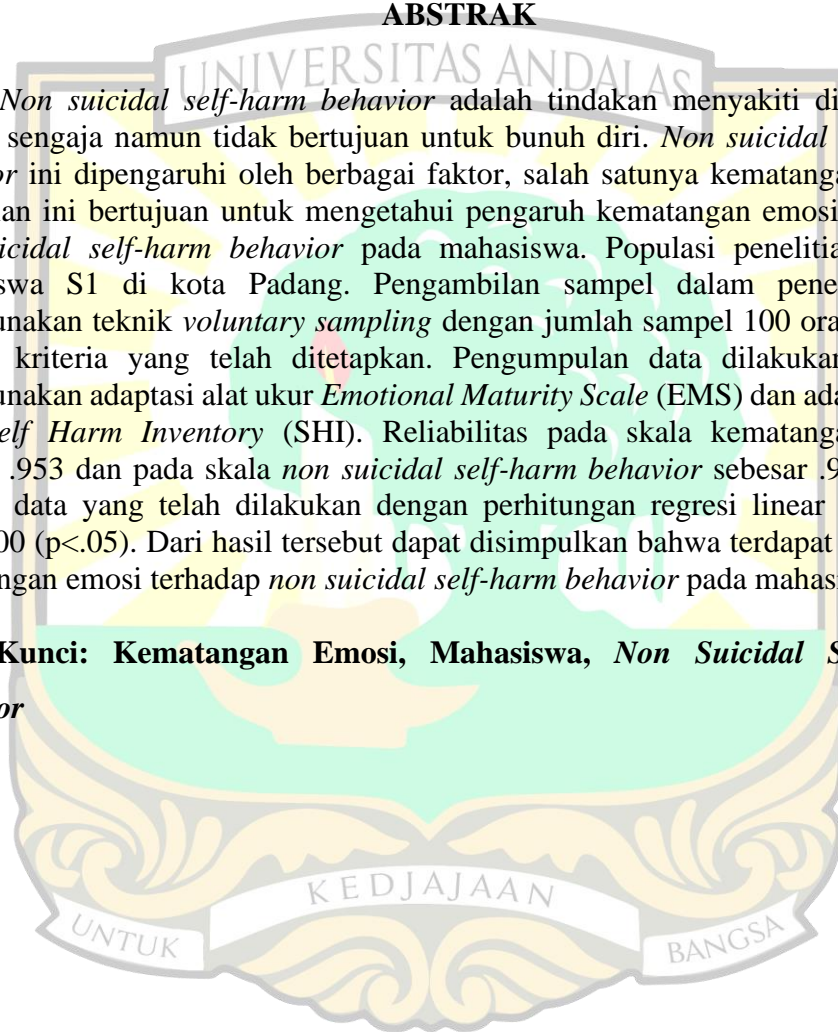 ABSTRAK
UNIVERSITAS ANDALAS
Non suicidal self-harm behavior adalah tindakan menyakiti di
sengaja namun tidak bertujuan untuk bunuh diri. Non suicidal
or ini dipengaruhi oleh berbagai faktor, salah satunya kematanga
an ini bertujuan untuk mengetahui pengaruh kematangan emosi
icidal self-harm behavior pada mahasiswa. Populasi penelitia
swa S1 di kota Padang. Pengambilan sampel dalam pene
unakan teknik voluntary sampling dengan jumlah sampel 100 ora
kriteria yang telah ditetapkan. Pengumpulan data dilakukan
unakan adaptasi alat ukur Emotional Maturity Scale (EMS) dan ada
elf Harm Inventory (SHI). Reliabilitas pada skala kematanga
.953 dan pada skala non suicidal self-harm behavior sebesar .9
data yang telah dilakukan dengan perhitungan regresi linear
00 (p<.05). Dari hasil tersebut dapat disimpulkan bahwa terdapat
ngan emosi terhadap non suicidal self-harm behavior pada mahasi
Kunci: Kematangan Emosi, Mahasiswa, Non Suicidal S
or
KEDJAJAAN
UNTUK BANGSA